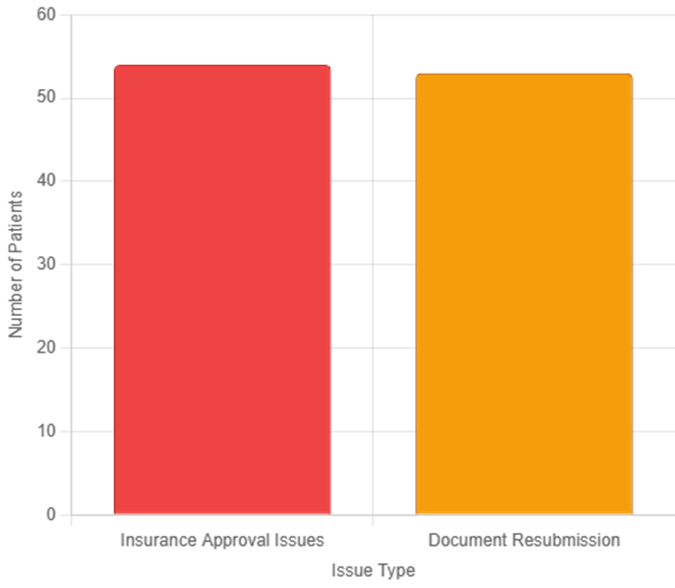 60
50
40
30
20
10
0
Number of Patients
Insurance Approval Issues
Document Resubmission
Issue Type